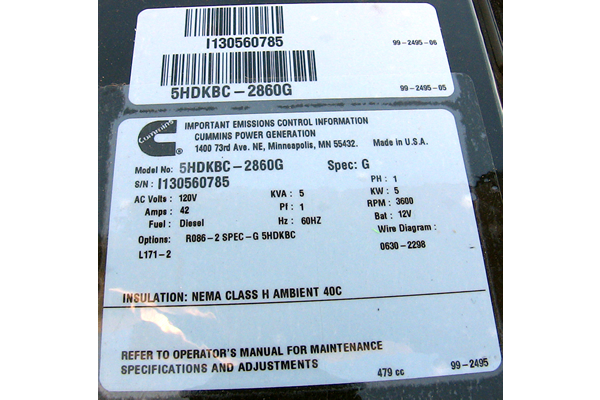 I130560785
99-2495-06
5HDKBC-2860G
99-2495-05
Cummins
IMPORTANT EMISSIONS CONTROL INFORMATION
CUMMINS POWER GENERATION
1400 73rd Ave. NE, Minneapolis, MN 55432. Made in U.S.A.
Model No: 5HDKBC-2860G Spec: G
S/N : I130560785 PH : 1
AC Volts : 120V KVA : 5 KW : 5
Amps : 42 Pf : 1 RPM : 3600
Fuel : Diesel Hz : 60HZ Bat : 12V
Options: R086-2 SPEC-G 5HDKBC Wire Diagram :
L171-2 0630-2298
INSULATION: NEMA CLASS H AMBIENT 40C
REFER TO OPERATOR'S MANUAL FOR MAINTENANCE
SPECIFICATIONS AND ADJUSTMENTS 479 cc 99-2495